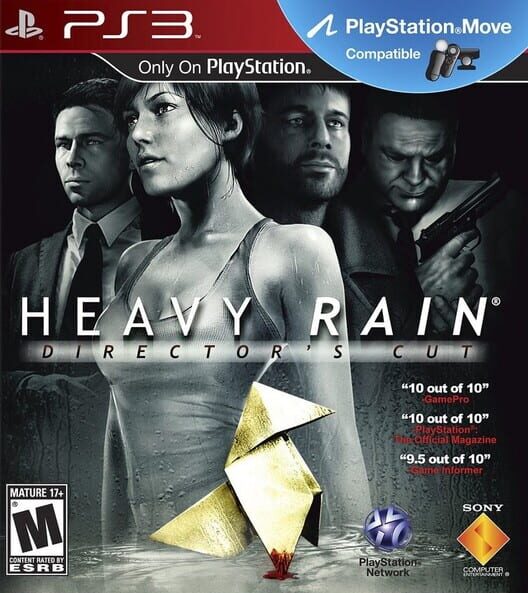 PS3™
PlayStation®Move
Compatible
Only On PlayStation®
HEAVY RAIN®
DIRECTOR'S CUT
"10 out of 10"
-GamePro
"10 out of 10"
-PlayStation®:
The Official Magazine
"9.5 out of 10"
-Game Informer
MATURE 17+
M
®
CONTENT RATED BY
ESRB
PlayStation®
Network
SONY
COMPUTER
ENTERTAINMENT®